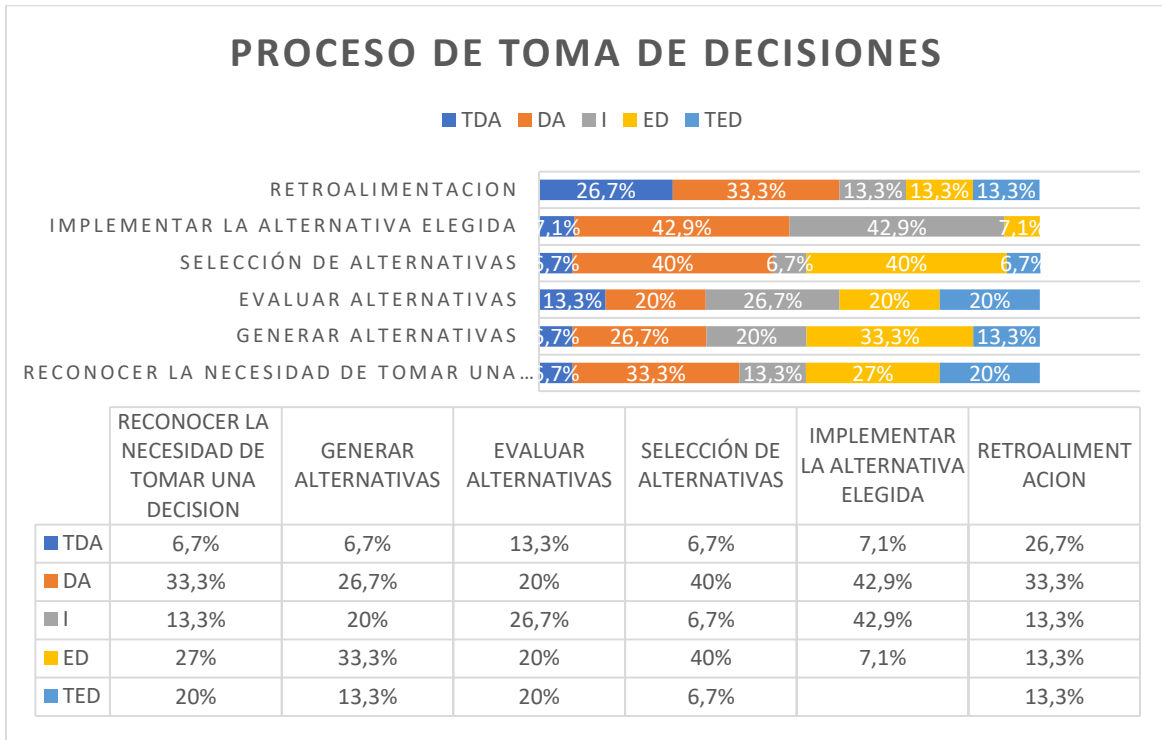 PROCESO DE TOMA DE DECISIONES
TDA DA I ED TED
RETROALIMENTACION 26,7% 33,3% 13,3% 13,3% 13,3%
IMPLEMENTAR LA ALTERNATIVA ELEGIDA 7,1% 42,9% 42,9% 7,1%
SELECCIÓN DE ALTERNATIVAS 6,7% 40% 6,7% 40% 6,7%
EVALUAR ALTERNATIVAS 13,3% 20% 26,7% 20% 20%
GENERAR ALTERNATIVAS 6,7% 26,7% 20% 33,3% 13,3%
RECONOCER LA NECESIDAD DE TOMAR UNA… 6,7% 33,3% 13,3% 27% 20%
RECONOCER LA
NECESIDAD DE
TOMAR UNA
DECISION
GENERAR
ALTERNATIVAS
EVALUAR
ALTERNATIVAS
SELECCIÓN DE
ALTERNATIVAS
IMPLEMENTAR
LA ALTERNATIVA
ELEGIDA
RETROALIMENT
ACION
TDA 6,7% 6,7% 13,3% 6,7% 7,1% 26,7%
DA 33,3% 26,7% 20% 40% 42,9% 33,3%
I 13,3% 20% 26,7% 6,7% 42,9% 13,3%
ED 27% 33,3% 20% 40% 7,1% 13,3%
TED 20% 13,3% 20% 6,7% 13,3%